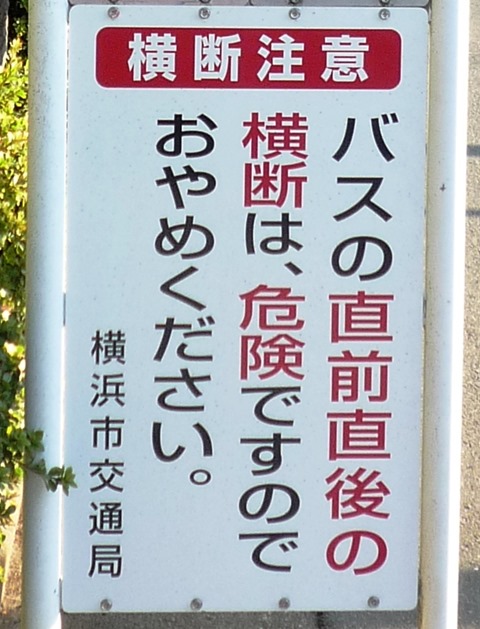 横断注意
バスの直前直後の
横断は、危険ですので
おやめください。
横浜市交通局